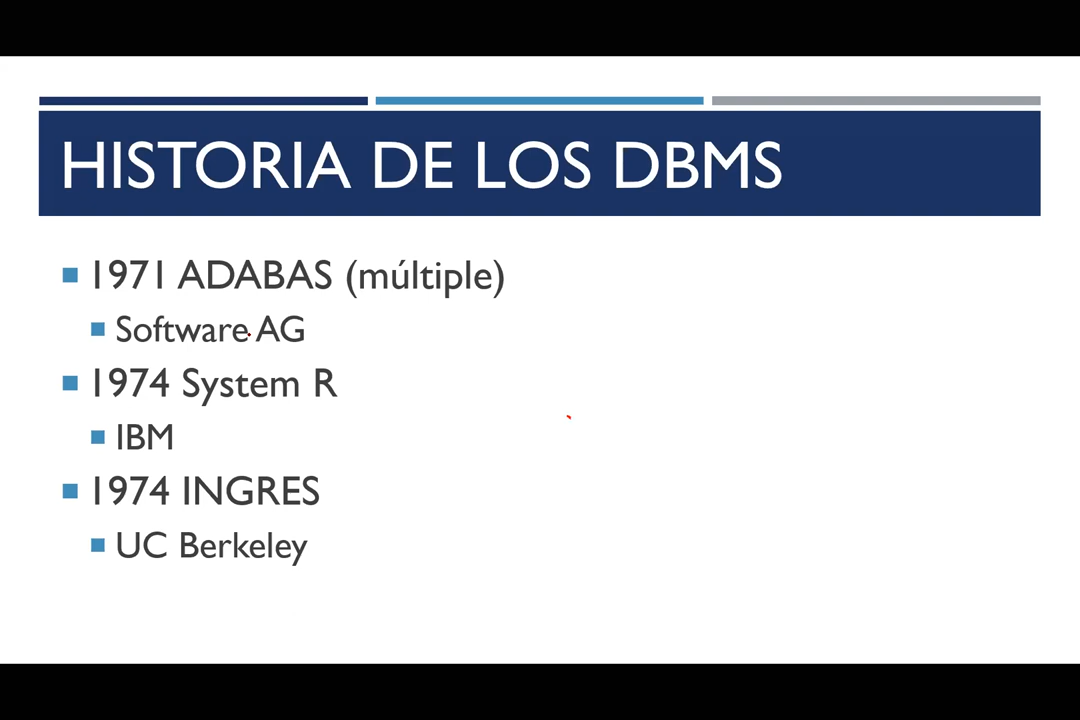 HISTORIA DE LOS DBMS
1971 ADABAS (múltiple)
Software AG
1974 System R
IBM
1974 INGRES
UC Berkeley